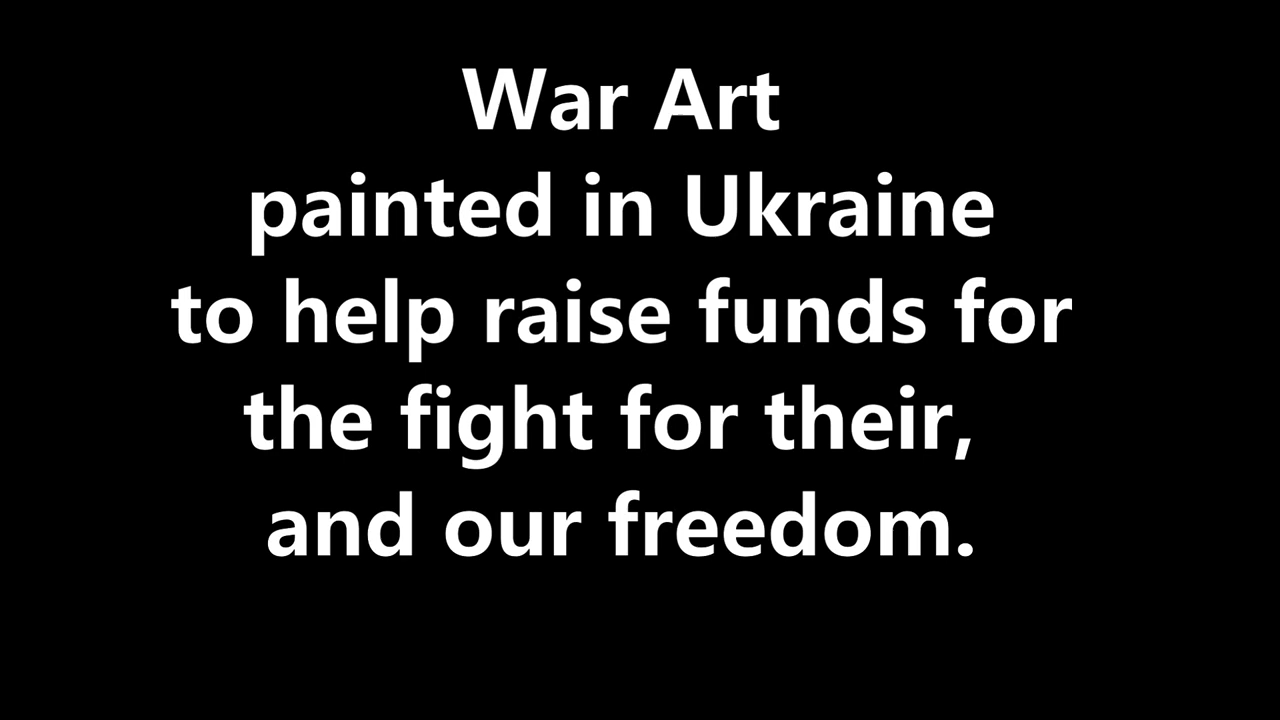 War Art
painted in Ukraine
to help raise funds for
the fight for their,
and our freedom.